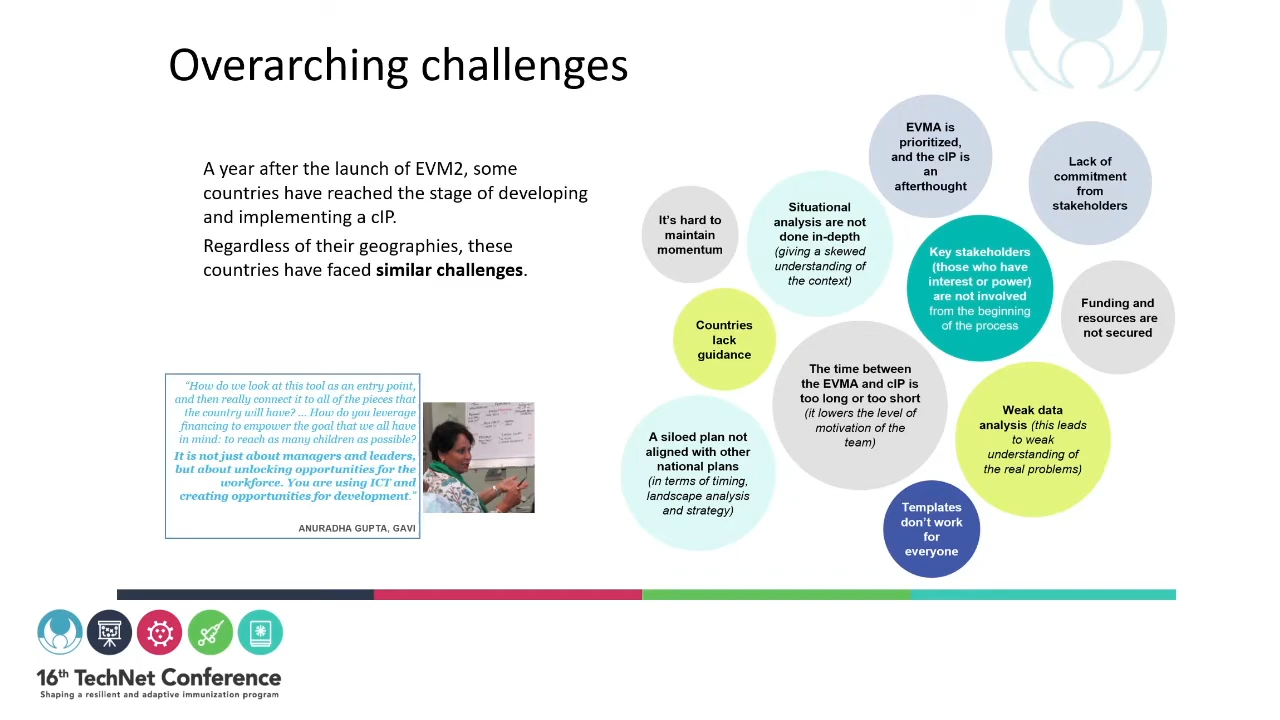 Overarching challenges
A year after the launch of EVM2, some
countries have reached the stage of developing
and implementing a cIP.
Regardless of their geographies, these
countries have faced similar challenges.
“How do we look at this tool as an entry point,
and then really connect it to all of the pieces that
the country will have? ... How do you leverage
financing to empower the goal that we all have
in mind: to reach as many children as possible?
It is not just about managers and leaders,
but about unlocking opportunities for the
workforce. You are using ICT and
creating opportunities for development.”
ANURADHA GUPTA, GAVI
EVMA is
prioritized,
and the cIP is
an
afterthought
Lack of
commitment
from
stakeholders
It’s hard to
maintain
momentum
Situational
analysis are not
done in-depth
(giving a skewed
understanding of
the context)
Key stakeholders
(those who have
interest or power)
are not involved
from the beginning
of the process
Funding and
resources are
not secured
Countries
lack
guidance
The time between
the EVMA and cIP is
too long or too short
(it lowers the level of
motivation of the
team)
Weak data
analysis (this leads
to weak
understanding of
the real problems)
A siloed plan not
aligned with other
national plans
(in terms of timing,
landscape analysis
and strategy)
Templates
don’t work
for
everyone
16th TechNet Conference
Shaping a resilient and adaptive immunization program